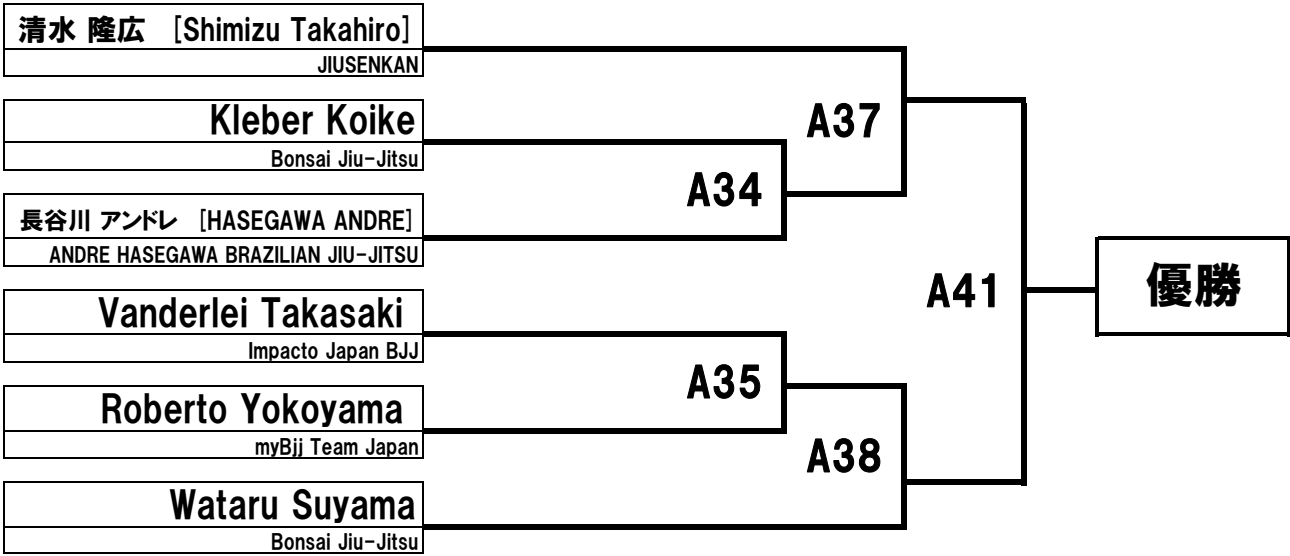 清水 隆広 [Shimizu Takahiro]
JIUSENKAN
Kleber Koike
Bonsai Jiu-Jitsu
長谷川 アンドレ [HASEGAWA ANDRE]
ANDRE HASEGAWA BRAZILIAN JIU-JITSU
Vanderlei Takasaki
Impacto Japan BJJ
Roberto Yokoyama
myBjj Team Japan
Wataru Suyama
Bonsai Jiu-Jitsu
A34
A35
A37
A38
A41
優勝